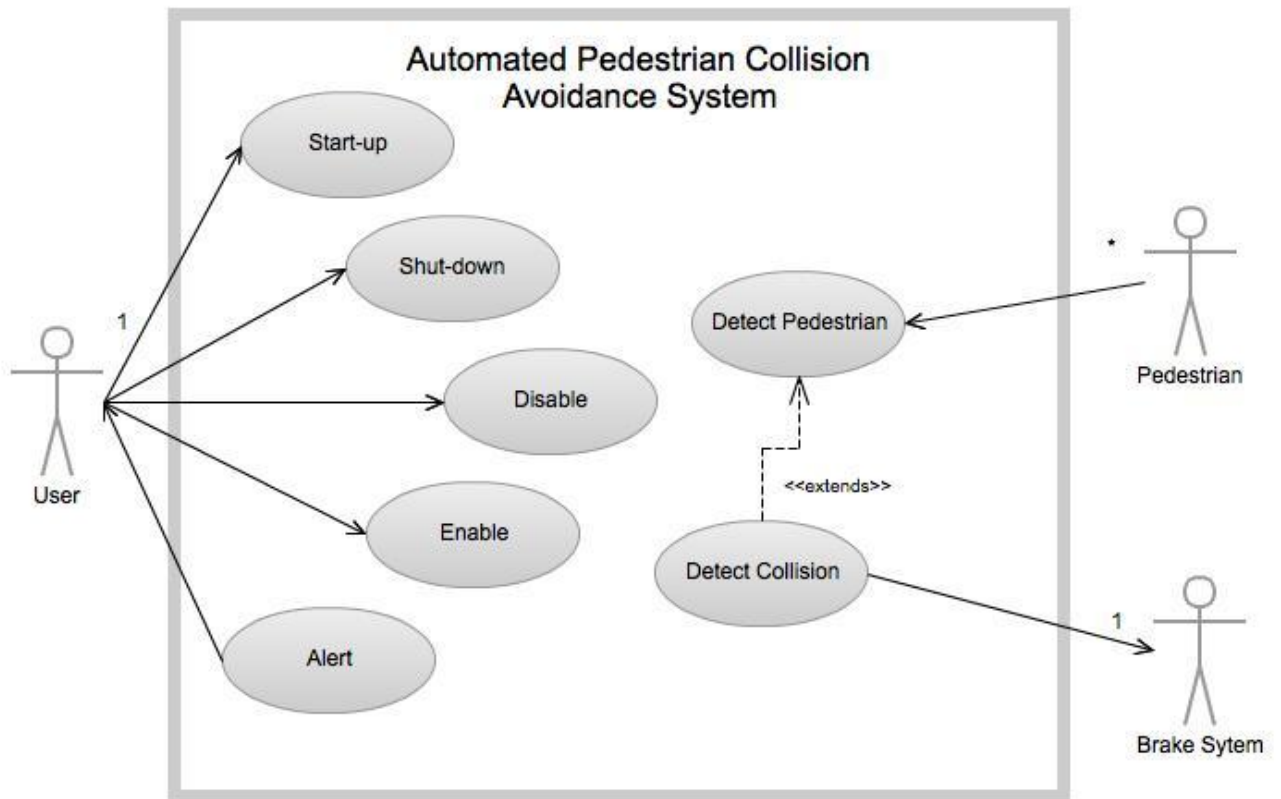 Automated Pedestrian Collision
Avoidance System
Start-up
Shut-down
1
*
Detect Pedestrian
Pedestrian
Disable
User
<<extends>>
Enable
Detect Collision
1
Alert
Brake Sytem